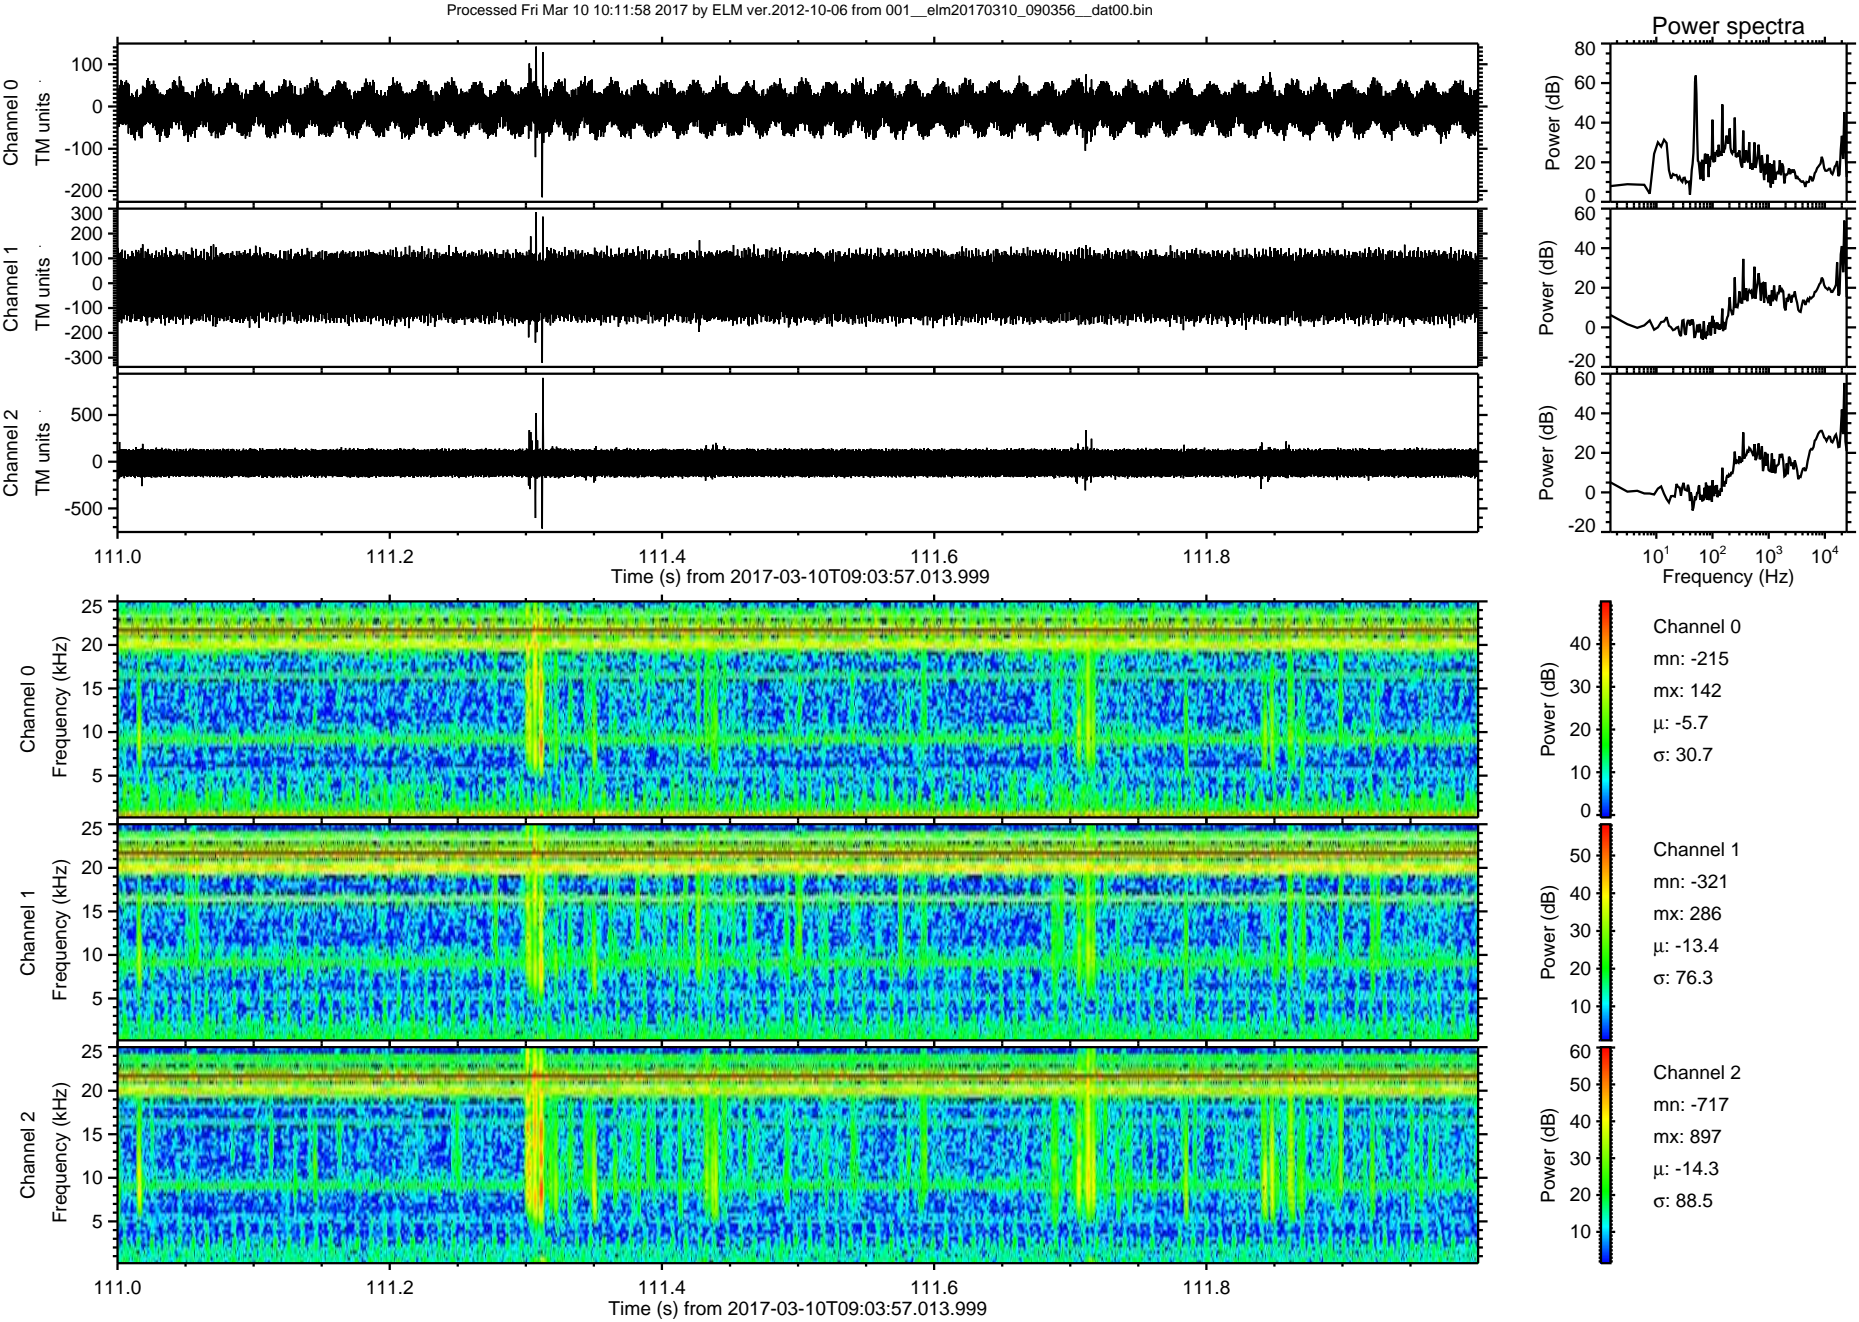 Processed Fri Mar 10 10:11:58 2017 by ELM ver.2012-10-06 from 001__elm20170310_090356__dat00.bin
Power spectra
Channel 0
TM units
100
0
-100
-200
Power (dB)
80
60
40
20
0
Channel 1
TM units
300
200
100
0
-100
-200
-300
Power (dB)
60
40
20
0
-20
Channel 2
TM units
500
0
-500
Power (dB)
60
40
20
0
-20
111.0 111.2 111.4 111.6 111.8
Time (s) from 2017-03-10T09:03:57.013.999
10¹ 10² 10³ 10⁴
Frequency (Hz)
Channel 0
Frequency (kHz)
25
20
15
10
5
Power (dB)
40
30
20
10
0
Channel 0
mn: -215
mx: 142
μ: -5.7
σ: 30.7
Channel 1
Frequency (kHz)
25
20
15
10
5
Power (dB)
50
40
30
20
10
Channel 1
mn: -321
mx: 286
μ: -13.4
σ: 76.3
Channel 2
Frequency (kHz)
25
20
15
10
5
Power (dB)
60
50
40
30
20
10
Channel 2
mn: -717
mx: 897
μ: -14.3
σ: 88.5
111.0 111.2 111.4 111.6 111.8
Time (s) from 2017-03-10T09:03:57.013.999